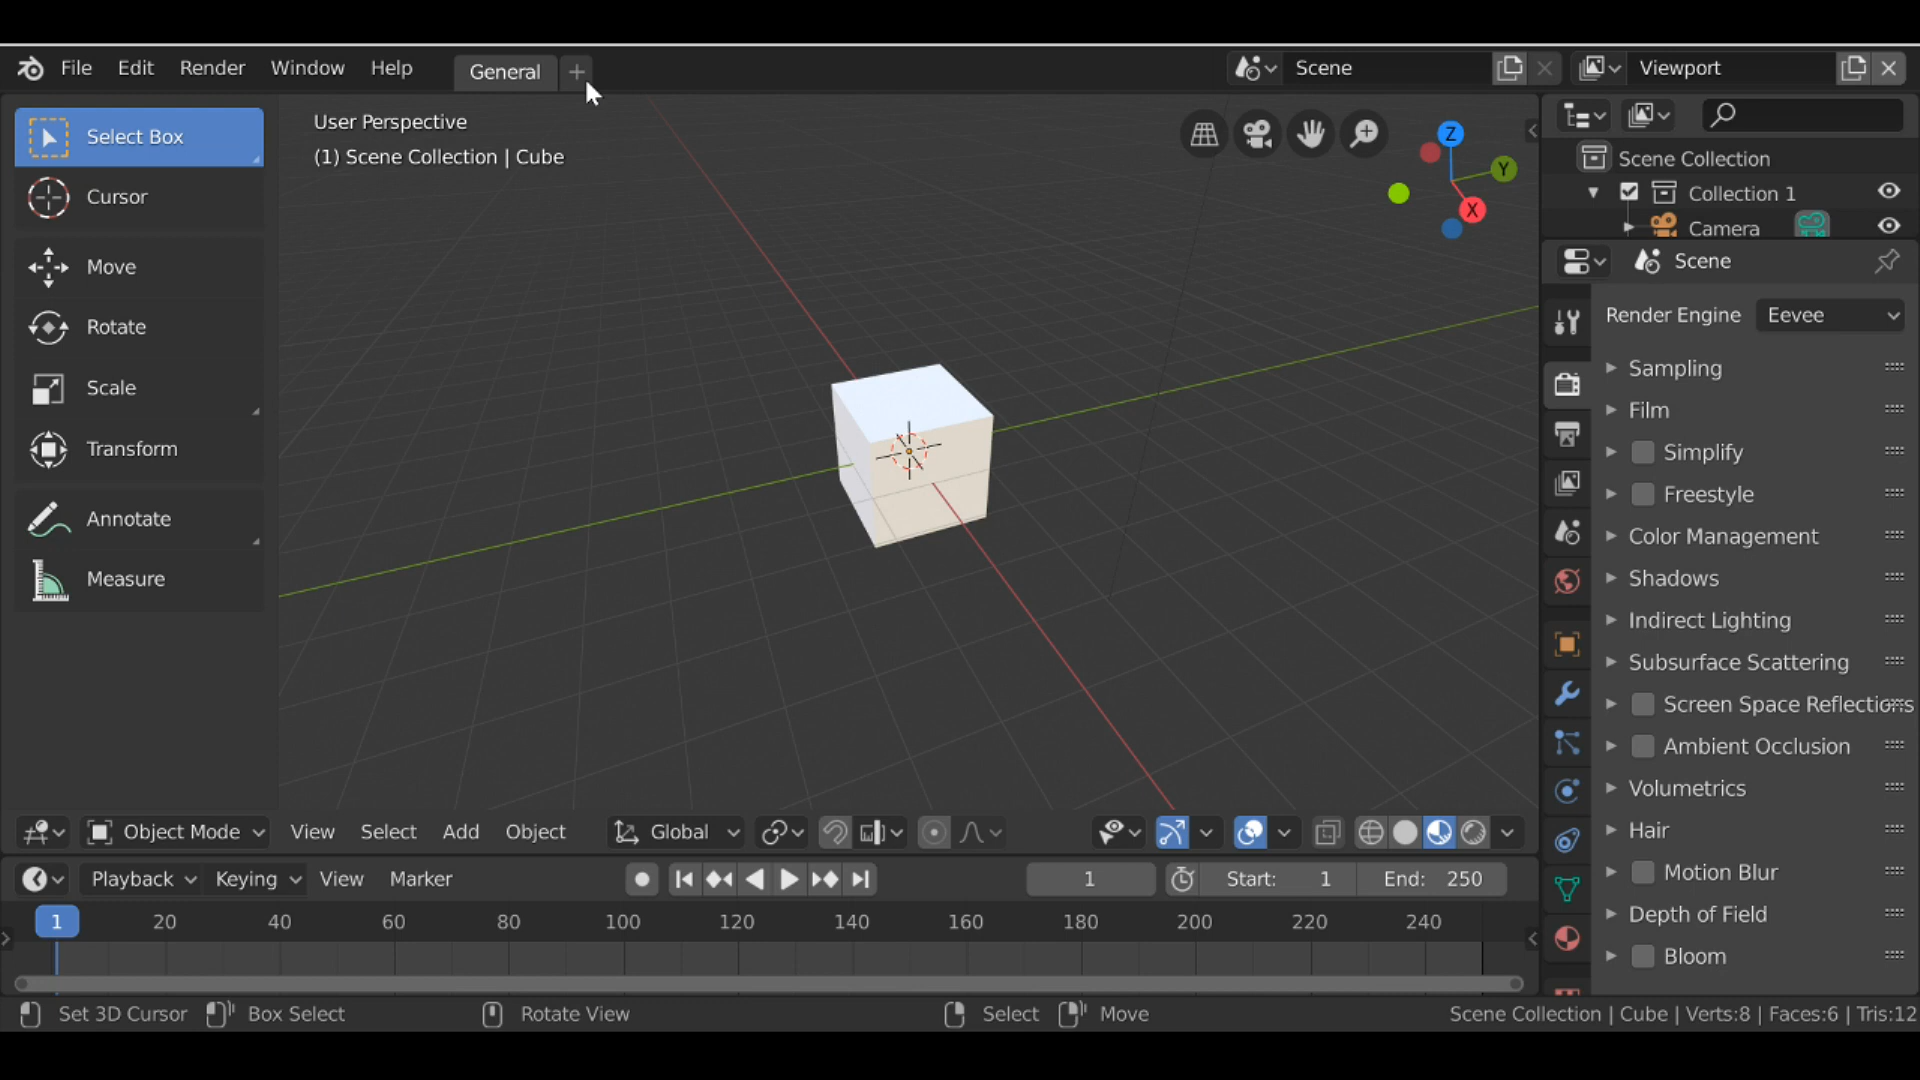 File Edit Render Window Help General + Scene Viewport
Select Box
Cursor
Move
Rotate
Scale
Transform
Annotate
Measure
User Perspective
(1) Scene Collection | Cube
Z
Y
X
Scene Collection
Collection 1
Camera
Scene
Render Engine Eevee
Sampling
Film
Simplify
Freestyle
Color Management
Shadows
Indirect Lighting
Subsurface Scattering
Screen Space Reflections
Ambient Occlusion
Volumetrics
Hair
Motion Blur
Depth of Field
Bloom
Object Mode View Select Add Object Global
Playback Keying View Marker 1 Start: 1 End: 250
1 20 40 60 80 100 120 140 160 180 200 220 240
Set 3D Cursor Box Select Rotate View Select Move Scene Collection | Cube | Verts:8 | Faces:6 | Tris:12